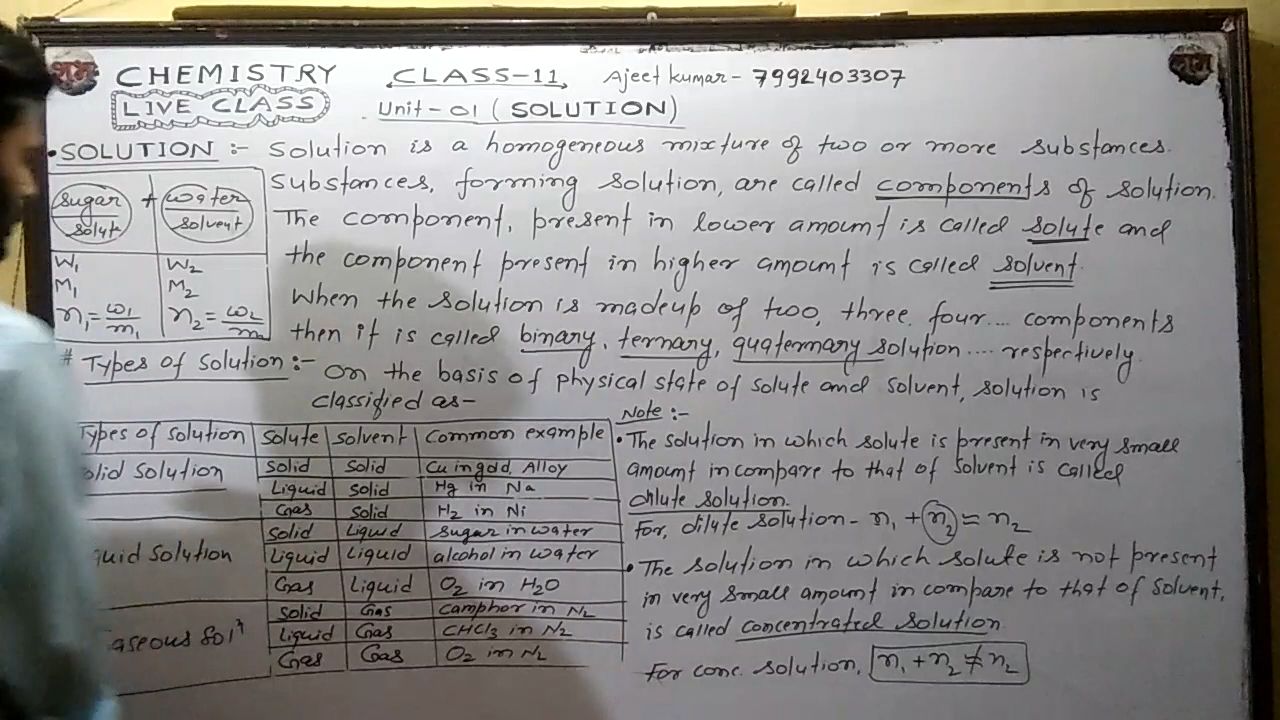 शुभ
CHEMISTRY CLASS-11 Ajeet kumar - 7992403307
लाभ
LIVE CLASS Unit - 01 (SOLUTION)
• SOLUTION :- Solution is a homogeneous mixture of two or more substances.
Substances, forming solution, are called components of solution.
The component, present in lower amount is called solute and
the component present in higher amount is called solvent.
When the solution is madeup of two, three, four.... components
then it is called binary, ternary, quaternary solution.... respectively.
sugar + water
solut solvent
W₁ W₂
M₁ M₂
n₁ = ω₁/m₁ n₂ = ω₂/m
# Types of solution :- On the basis of physical state of solute and solvent, solution is
classified as-
Types of solution solute solvent Common example
olid solution Solid Solid Cu in gold, Alloy
Liquid Solid Hg in Na
Gas Solid H₂ in Ni
quid solution Solid Liquid sugar in water
Liquid Liquid alcohol in water
Gas Liquid O₂ in H₂O
aseous solⁿ Solid Gas camphor in N₂
Liquid Gas CHCl₃ in N₂
Gas Gas O₂ in N₂
Note :-
• The solution in which solute is present in very small
amount in compare to that of solvent is called
dilute solution.
For, dilute solution - n₁ + n₂ ≈ n₂
• The solution in which solute is not present
in very small amount in compare to that of solvent,
is called concentrated solution.
For conc. solution, n₁ + n₂ ≠ n₂